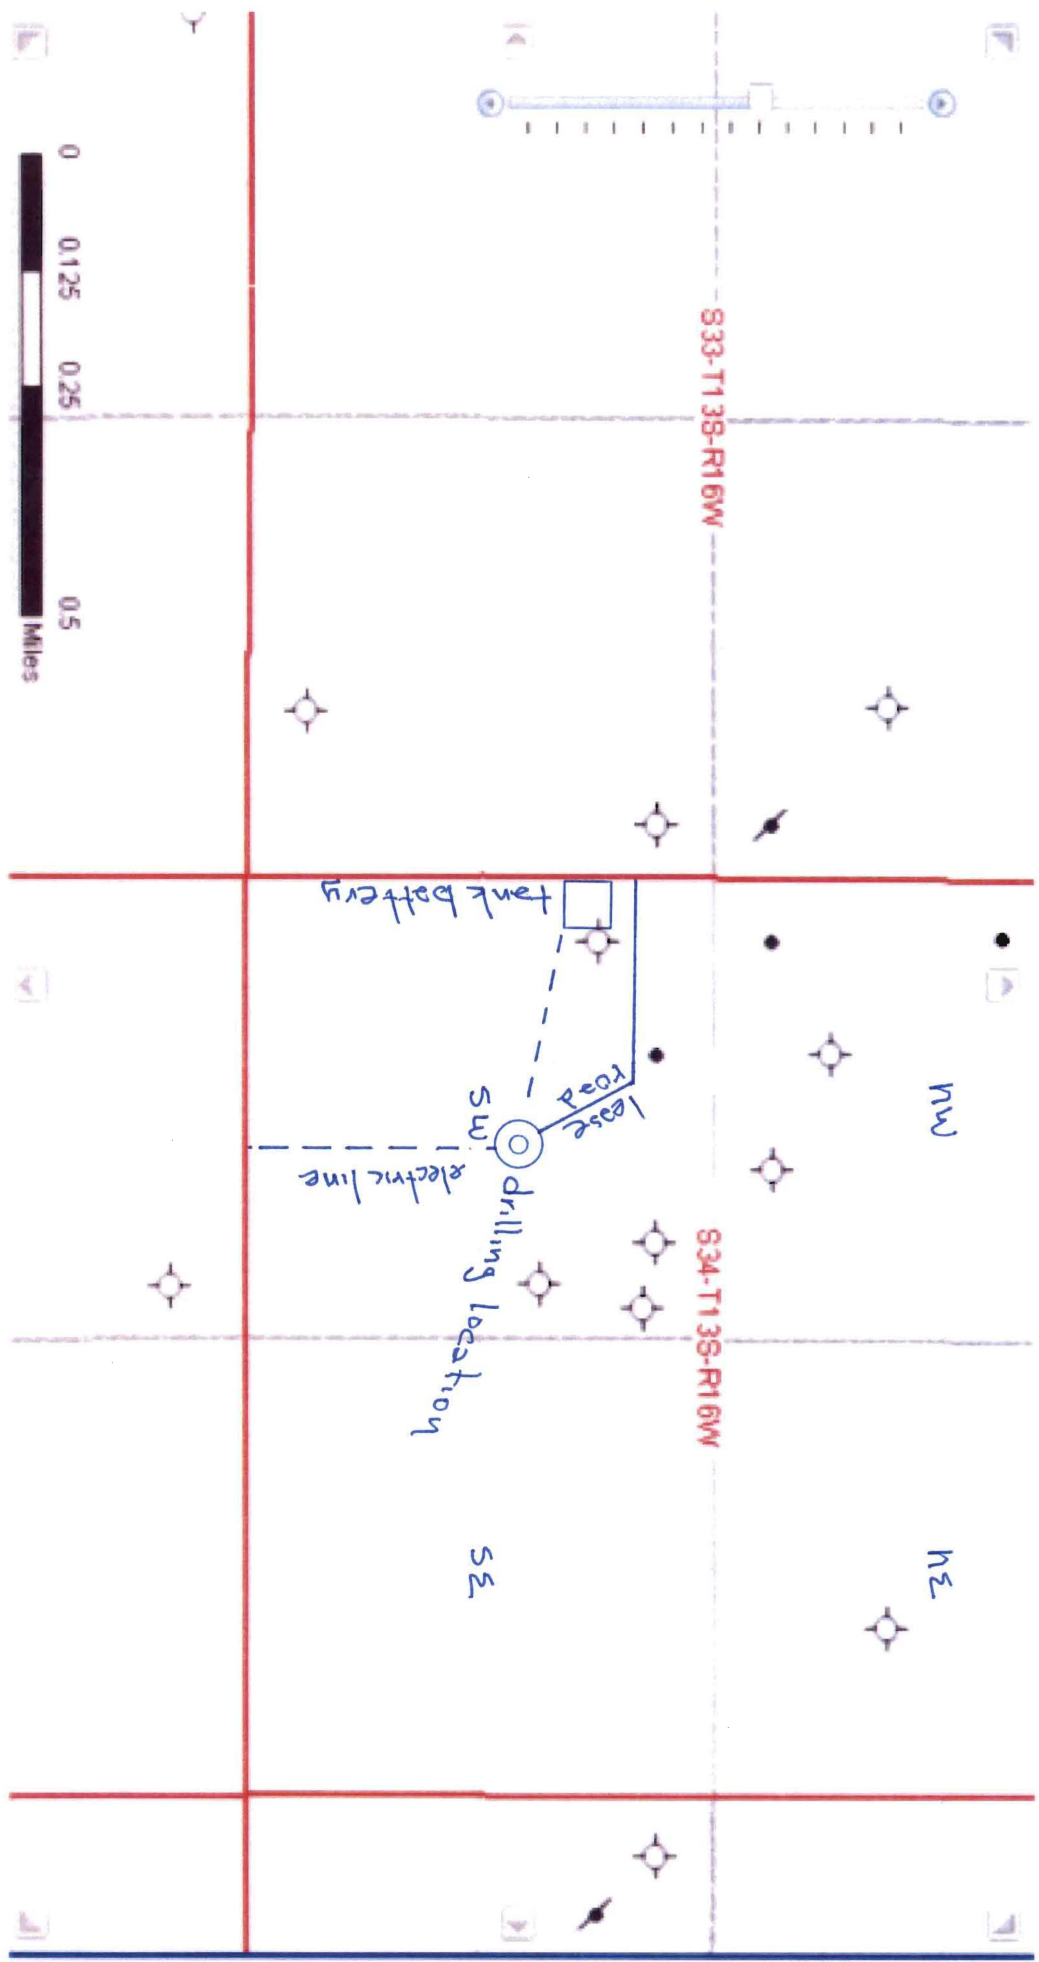 S33-T13S-R16W
S34-T13S-R16W
NW
NE
SW
SE
tank battery
lease
road
drilling location
electric line
0 0.125 0.25 0.5
Miles